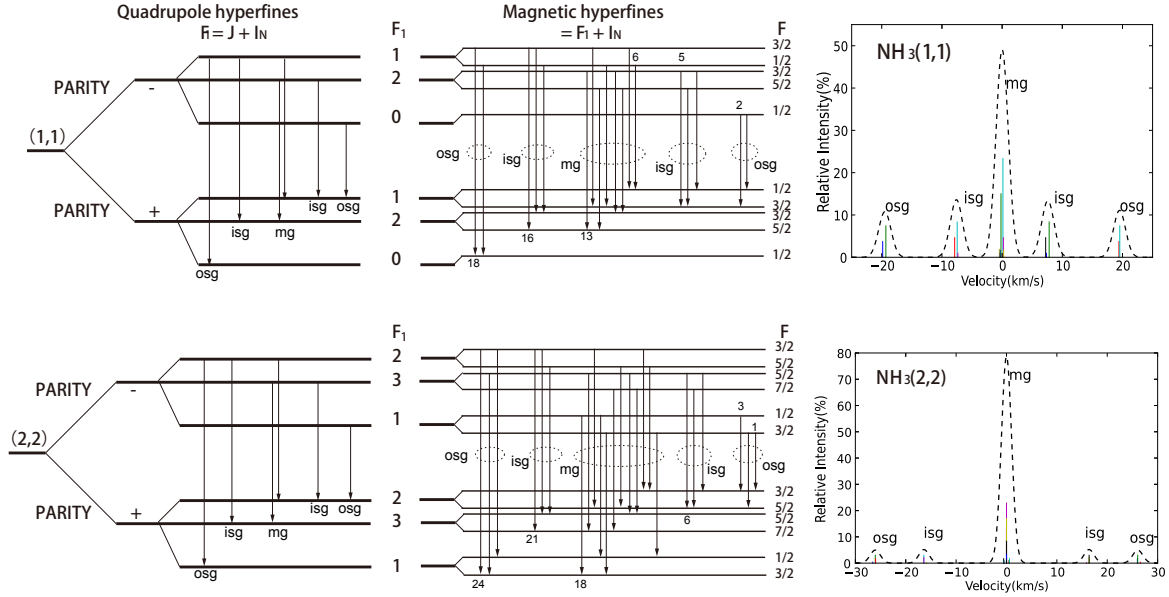 Quadrupole hyperfines
F₁ = J + I_N
Magnetic hyperfines
= F₁ + I_N
F₁
F
(1,1)
PARITY -
PARITY +
osg
isg
mg
isg
osg
1
2
0
1
2
0
osg
isg
mg
isg
osg
6
5
2
16
13
18
3/2
1/2
3/2
5/2
1/2
1/2
3/2
3/2
5/2
1/2
NH₃(1,1)
Relative Intensity(%)
50
40
30
20
10
0
osg
isg
mg
isg
osg
−20
−10
0
10
20
Velocity(km/s)
F₁
F
(2,2)
PARITY -
PARITY +
osg
isg
mg
isg
osg
2
3
1
2
3
1
osg
isg
mg
isg
osg
3
1
6
21
24
18
3/2
5/2
5/2
7/2
1/2
3/2
3/2
5/2
5/2
7/2
1/2
3/2
NH₃(2,2)
Relative Intensity(%)
80
70
60
50
40
30
20
10
0
osg
isg
mg
isg
osg
−30
−20
−10
0
10
20
30
Velocity(km/s)